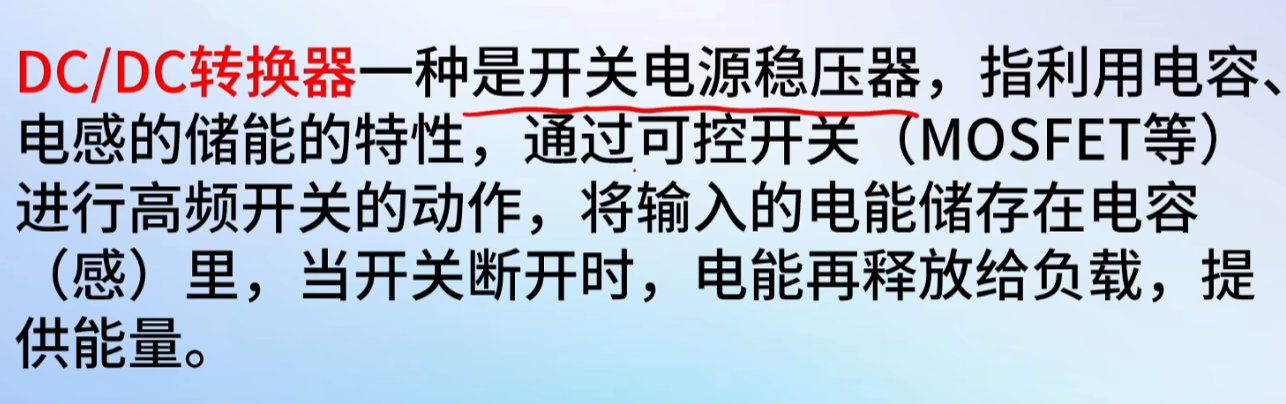 DC/DC转换器一种是开关电源稳压器，指利用电容、
电感的储能的特性，通过可控开关（MOSFET等）
进行高频开关的动作，将输入的电能储存在电容
（感）里，当开关断开时，电能再释放给负载，提
供能量。